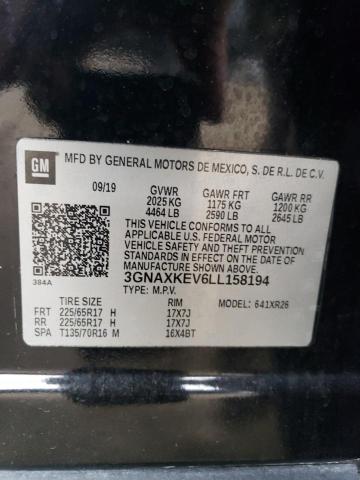 GM
MFD BY GENERAL MOTORS DE MEXICO, S. DE R.L. DE C.V.
09/19 GVWR GAWR FRT GAWR RR
2025 KG 1175 KG 1200 KG
4464 LB 2590 LB 2645 LB
THIS VEHICLE CONFORMS TO ALL
APPLICABLE U.S. FEDERAL MOTOR
VEHICLE SAFETY, BUMPER, AND THEFT
PREVENTION STANDARDS IN EFFECT ON
THE DATE OF MANUFACTURE SHOWN ABOVE.
384A
3GNAXKEV6LL158194
TYPE: M.P.V.
MODEL: 641XR26
TIRE SIZE RIM
FRT 225/65R17 H 17X7J
RR 225/65R17 H 17X7J
SPA T135/70R16 M 16X4BT